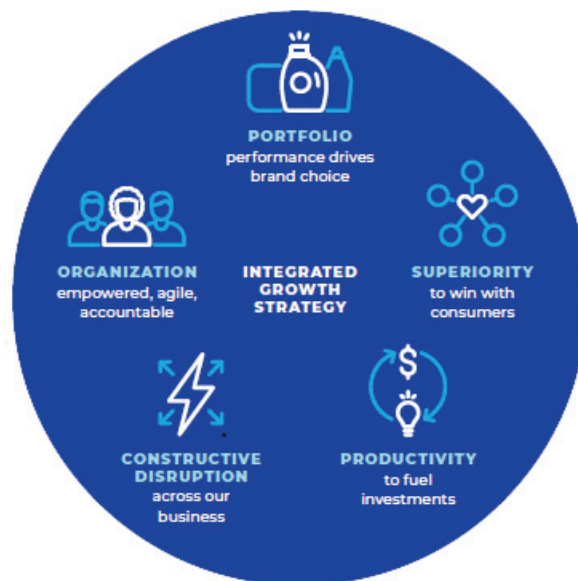 PORTFOLIO
performance drives
brand choice
ORGANIZATION
empowered, agile,
accountable
INTEGRATED
GROWTH
STRATEGY
SUPERIORITY
to win with
consumers
CONSTRUCTIVE
DISRUPTION
across our
business
PRODUCTIVITY
to fuel
investments
$